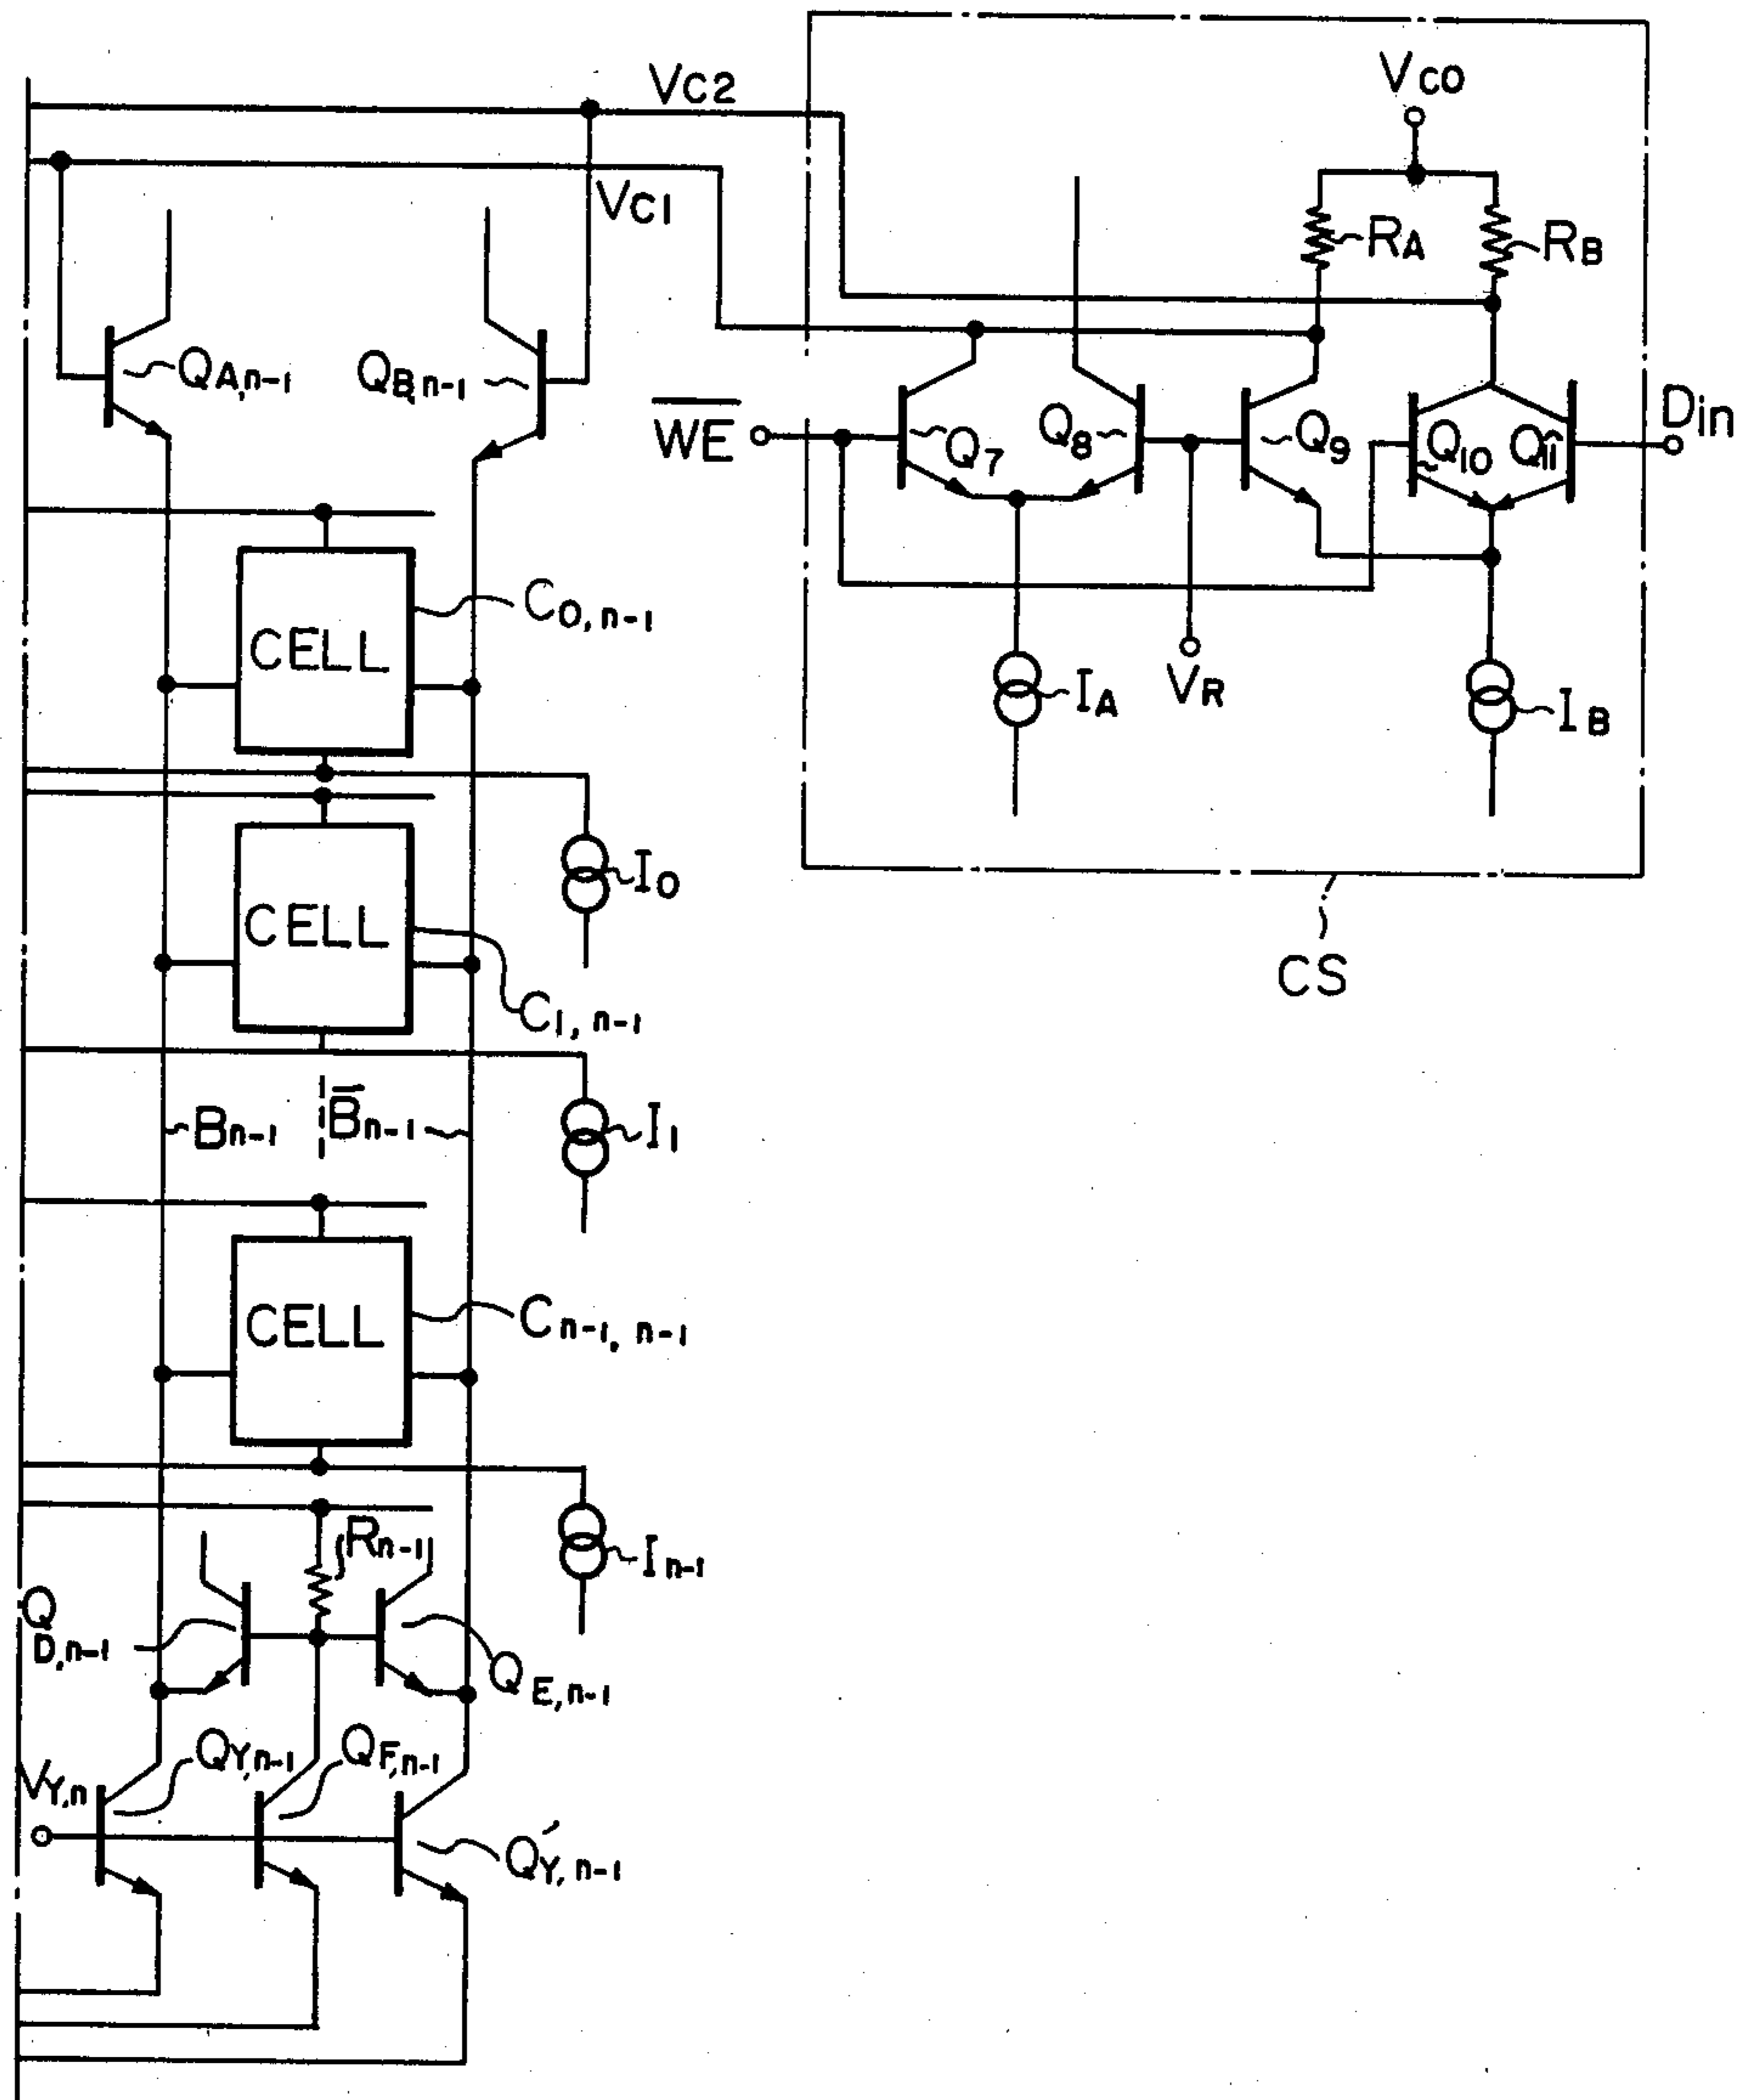 VC2
VCO
VC1
RA
RB
QA,n-1
QB,n-1
W̅E̅
Q7
Q8
Q9
Q10
Q11
Din
C0,n-1
CELL
IA
VR
IB
I0
CELL
CS
C1,n-1
Bn-1
B̅n-1
I1
CELL
Cn-1,n-1
Rn-1
In-1
QD,n-1
QE,n-1
QY,n-1
QF,n-1
VY,n
Q'Y,n-1